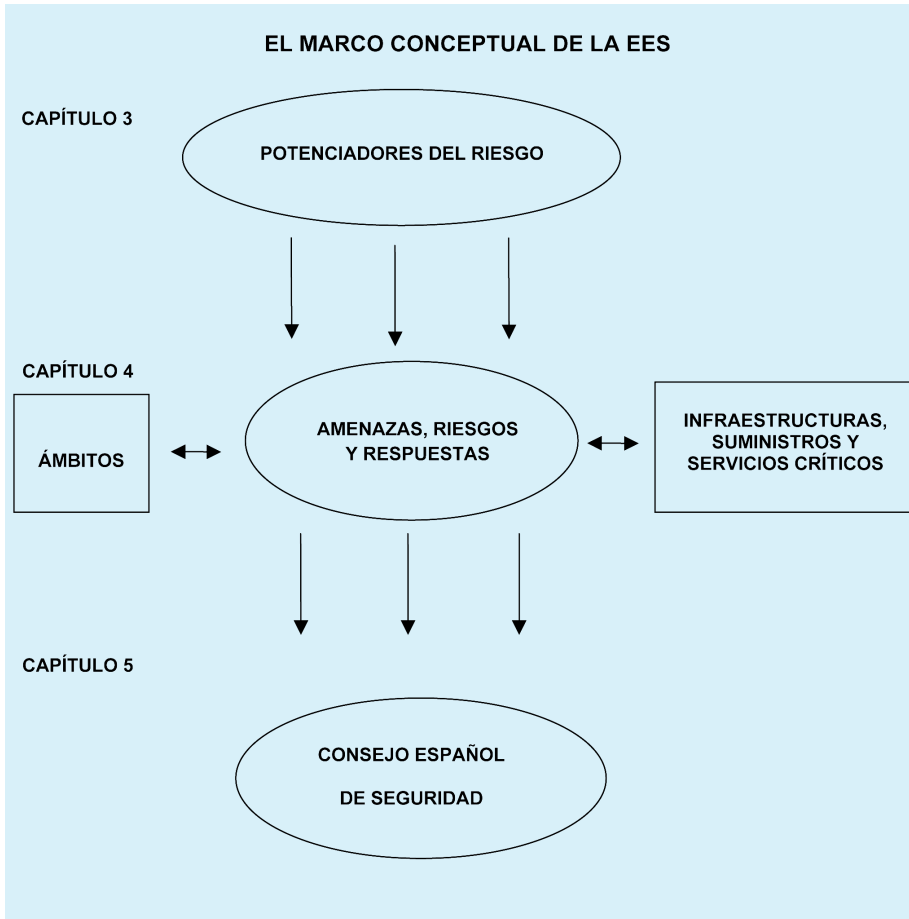 EL MARCO CONCEPTUAL DE LA EES
CAPÍTULO 3
POTENCIADORES DEL RIESGO
CAPÍTULO 4
ÁMBITOS
AMENAZAS, RIESGOS
Y RESPUESTAS
INFRAESTRUCTURAS,
SUMINISTROS Y
SERVICIOS CRÍTICOS
CAPÍTULO 5
CONSEJO ESPAÑOL
DE SEGURIDAD